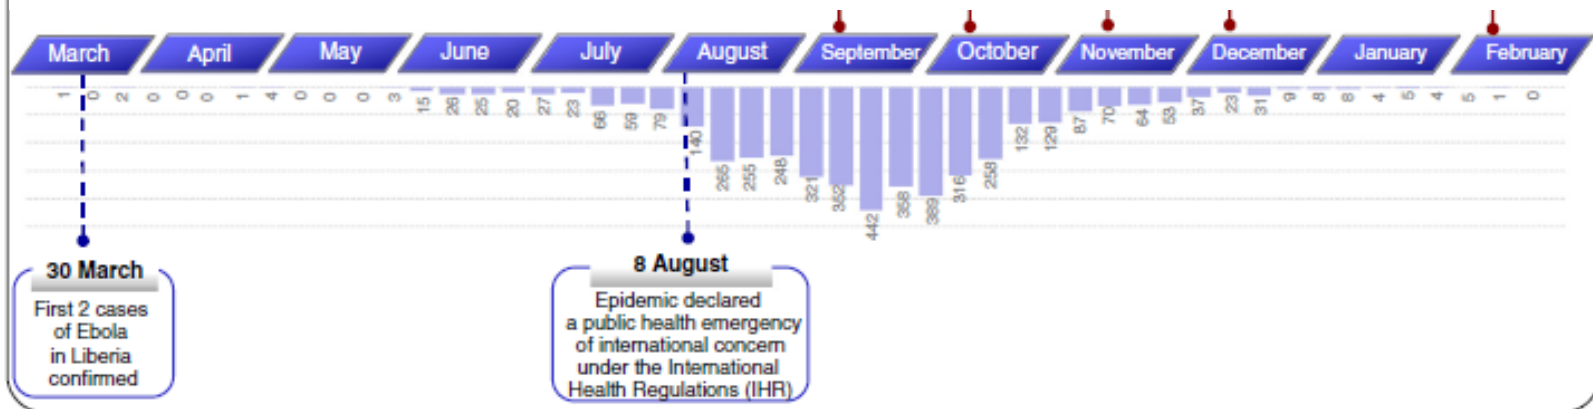 March April May June July August September October November December January February
1 0 2 0 0 0 1 4 0 0 0 3 15 26 25 20 27 23 66 59 79 140 265 255 248 321 352 442 358 389 316 258 132 129 87 70 64 53 37 23 31 9 8 8 4 5 4 5 1 0
30 March
First 2 cases
of Ebola
in Liberia
confirmed
8 August
Epidemic declared
a public health emergency
of international concern
under the International
Health Regulations (IHR)